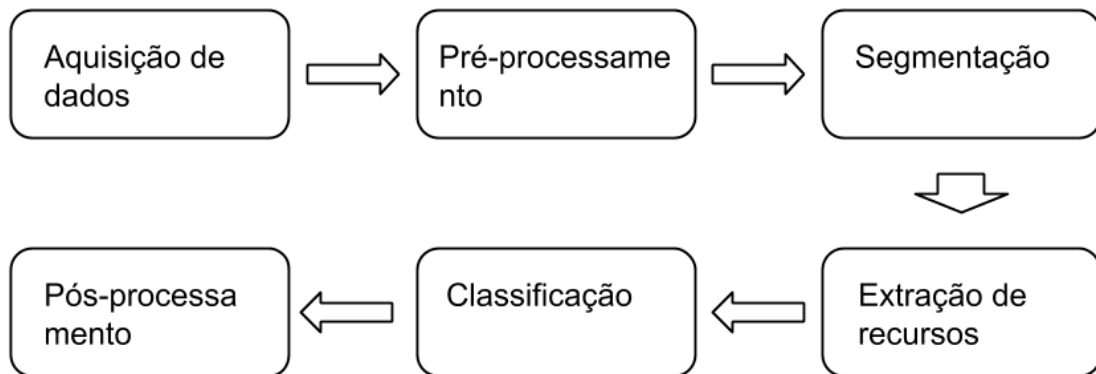 Aquisição de
dados
Pré-processame
nto
Segmentação
Extração de
recursos
Classificação
Pós-processa
mento